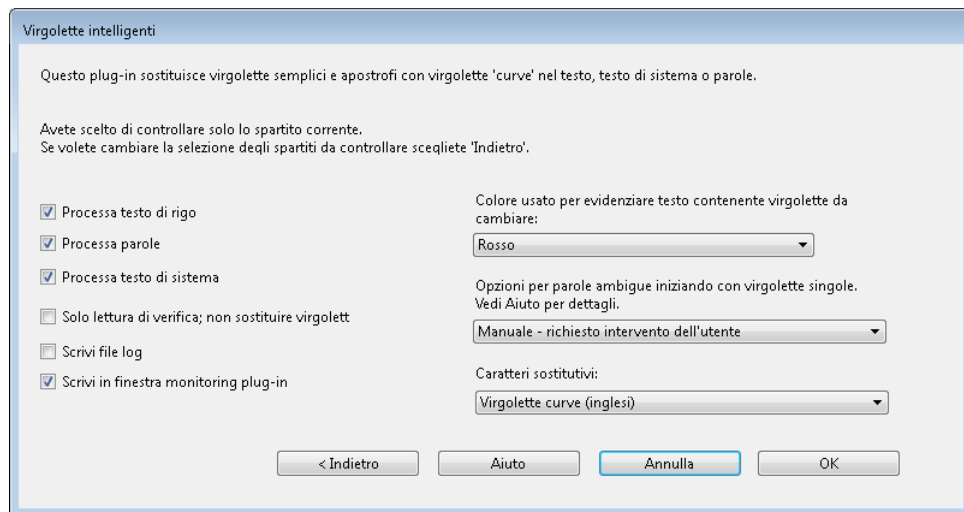 Virgolette intelligenti
Questo plug-in sostituisce virgolette semplici e apostrofi con virgolette 'curve' nel testo, testo di sistema o parole.
Avete scelto di controllare solo lo spartito corrente.
Se volete cambiare la selezione degli spartiti da controllare scegliete 'Indietro'.
Processa testo di rigo
Processa parole
Processa testo di sistema
Solo lettura di verifica; non sostituire virgolett
Scrivi file log
Scrivi in finestra monitoring plug-in
Colore usato per evidenziare testo contenente virgolette da
cambiare:
Rosso
Opzioni per parole ambigue iniziando con virgolette singole.
Vedi Aiuto per dettagli.
Manuale - richiesto intervento dell'utente
Caratteri sostitutivi:
Virgolette curve (inglesi)
< Indietro
Aiuto
Annulla
OK